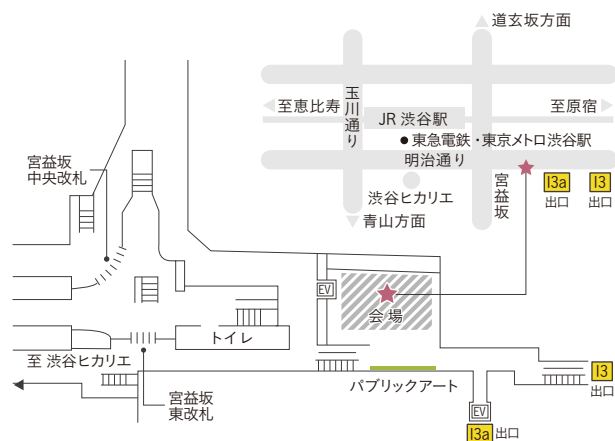 道玄坂方面
玉川通り
至恵比寿
JR 渋谷駅
至原宿
東急電鉄・東京メトロ渋谷駅
明治通り
宮益坂
中央改札
渋谷ヒカリエ
宮益坂
I3a
出口
I3
出口
青山方面
EV
会場
トイレ
至 渋谷ヒカリエ
パブリックアート
宮益坂
東改札
I3
出口
EV
I3a 出口